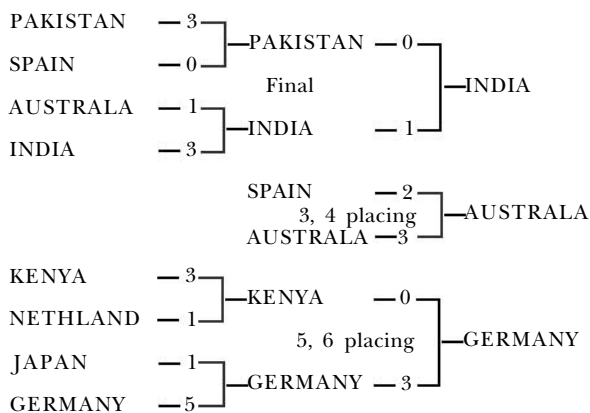 PAKISTAN 3
PAKISTAN 0
SPAIN 0
Final
INDIA
AUSTRALA 1
INDIA 1
INDIA 3
SPAIN 2
3, 4 placing
AUSTRALA
AUSTRALA 3
KENYA 3
KENYA 0
NETHLAND 1
5, 6 placing
GERMANY
JAPAN 1
GERMANY 3
GERMANY 5